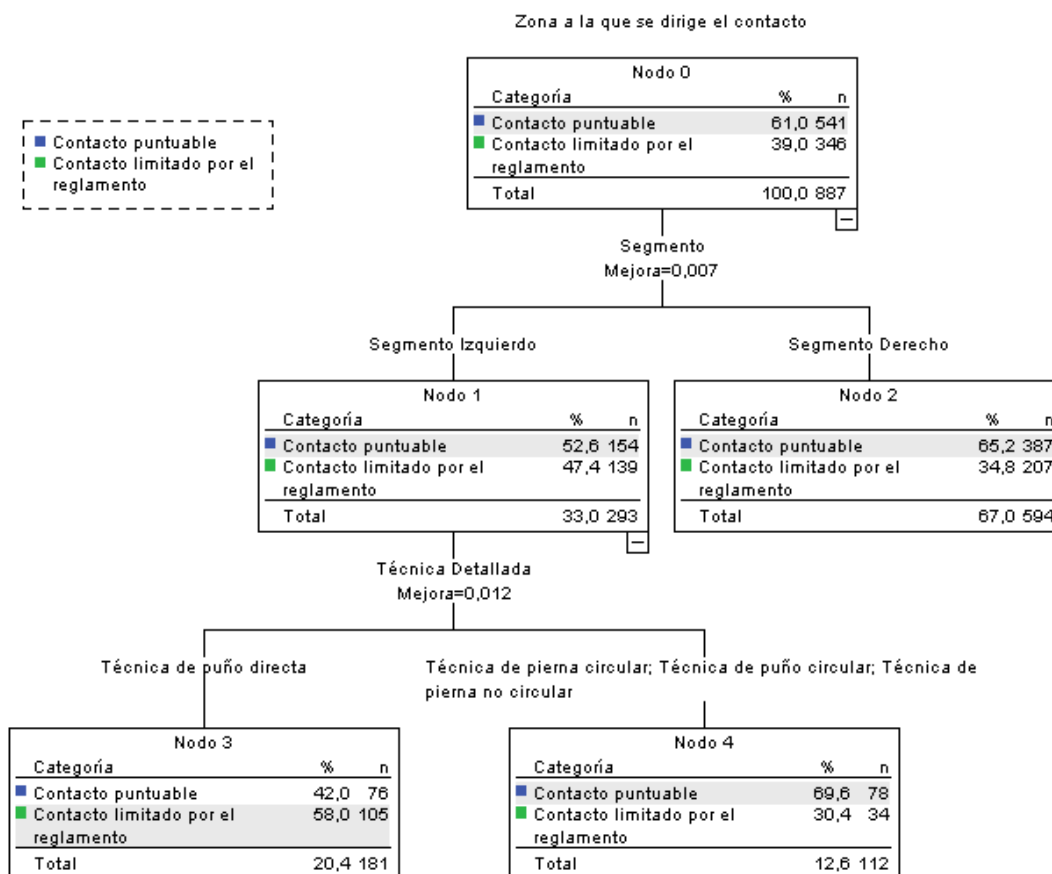 Zona a la que se dirige el contacto
Contacto puntuable
Contacto limitado por el
reglamento
Nodo 0
Categoría % n
Contacto puntuable 61,0 541
Contacto limitado por el 39,0 346
reglamento
Total 100,0 887
Segmento
Mejora=0,007
Segmento Izquierdo
Segmento Derecho
Nodo 1
Categoría % n
Contacto puntuable 52,6 154
Contacto limitado por el 47,4 139
reglamento
Total 33,0 293
Nodo 2
Categoría % n
Contacto puntuable 65,2 387
Contacto limitado por el 34,8 207
reglamento
Total 67,0 594
Técnica Detallada
Mejora=0,012
Técnica de puño directa
Técnica de pierna circular; Técnica de puño circular; Técnica de
pierna no circular
Nodo 3
Categoría % n
Contacto puntuable 42,0 76
Contacto limitado por el 58,0 105
reglamento
Total 20,4 181
Nodo 4
Categoría % n
Contacto puntuable 69,6 78
Contacto limitado por el 30,4 34
reglamento
Total 12,6 112